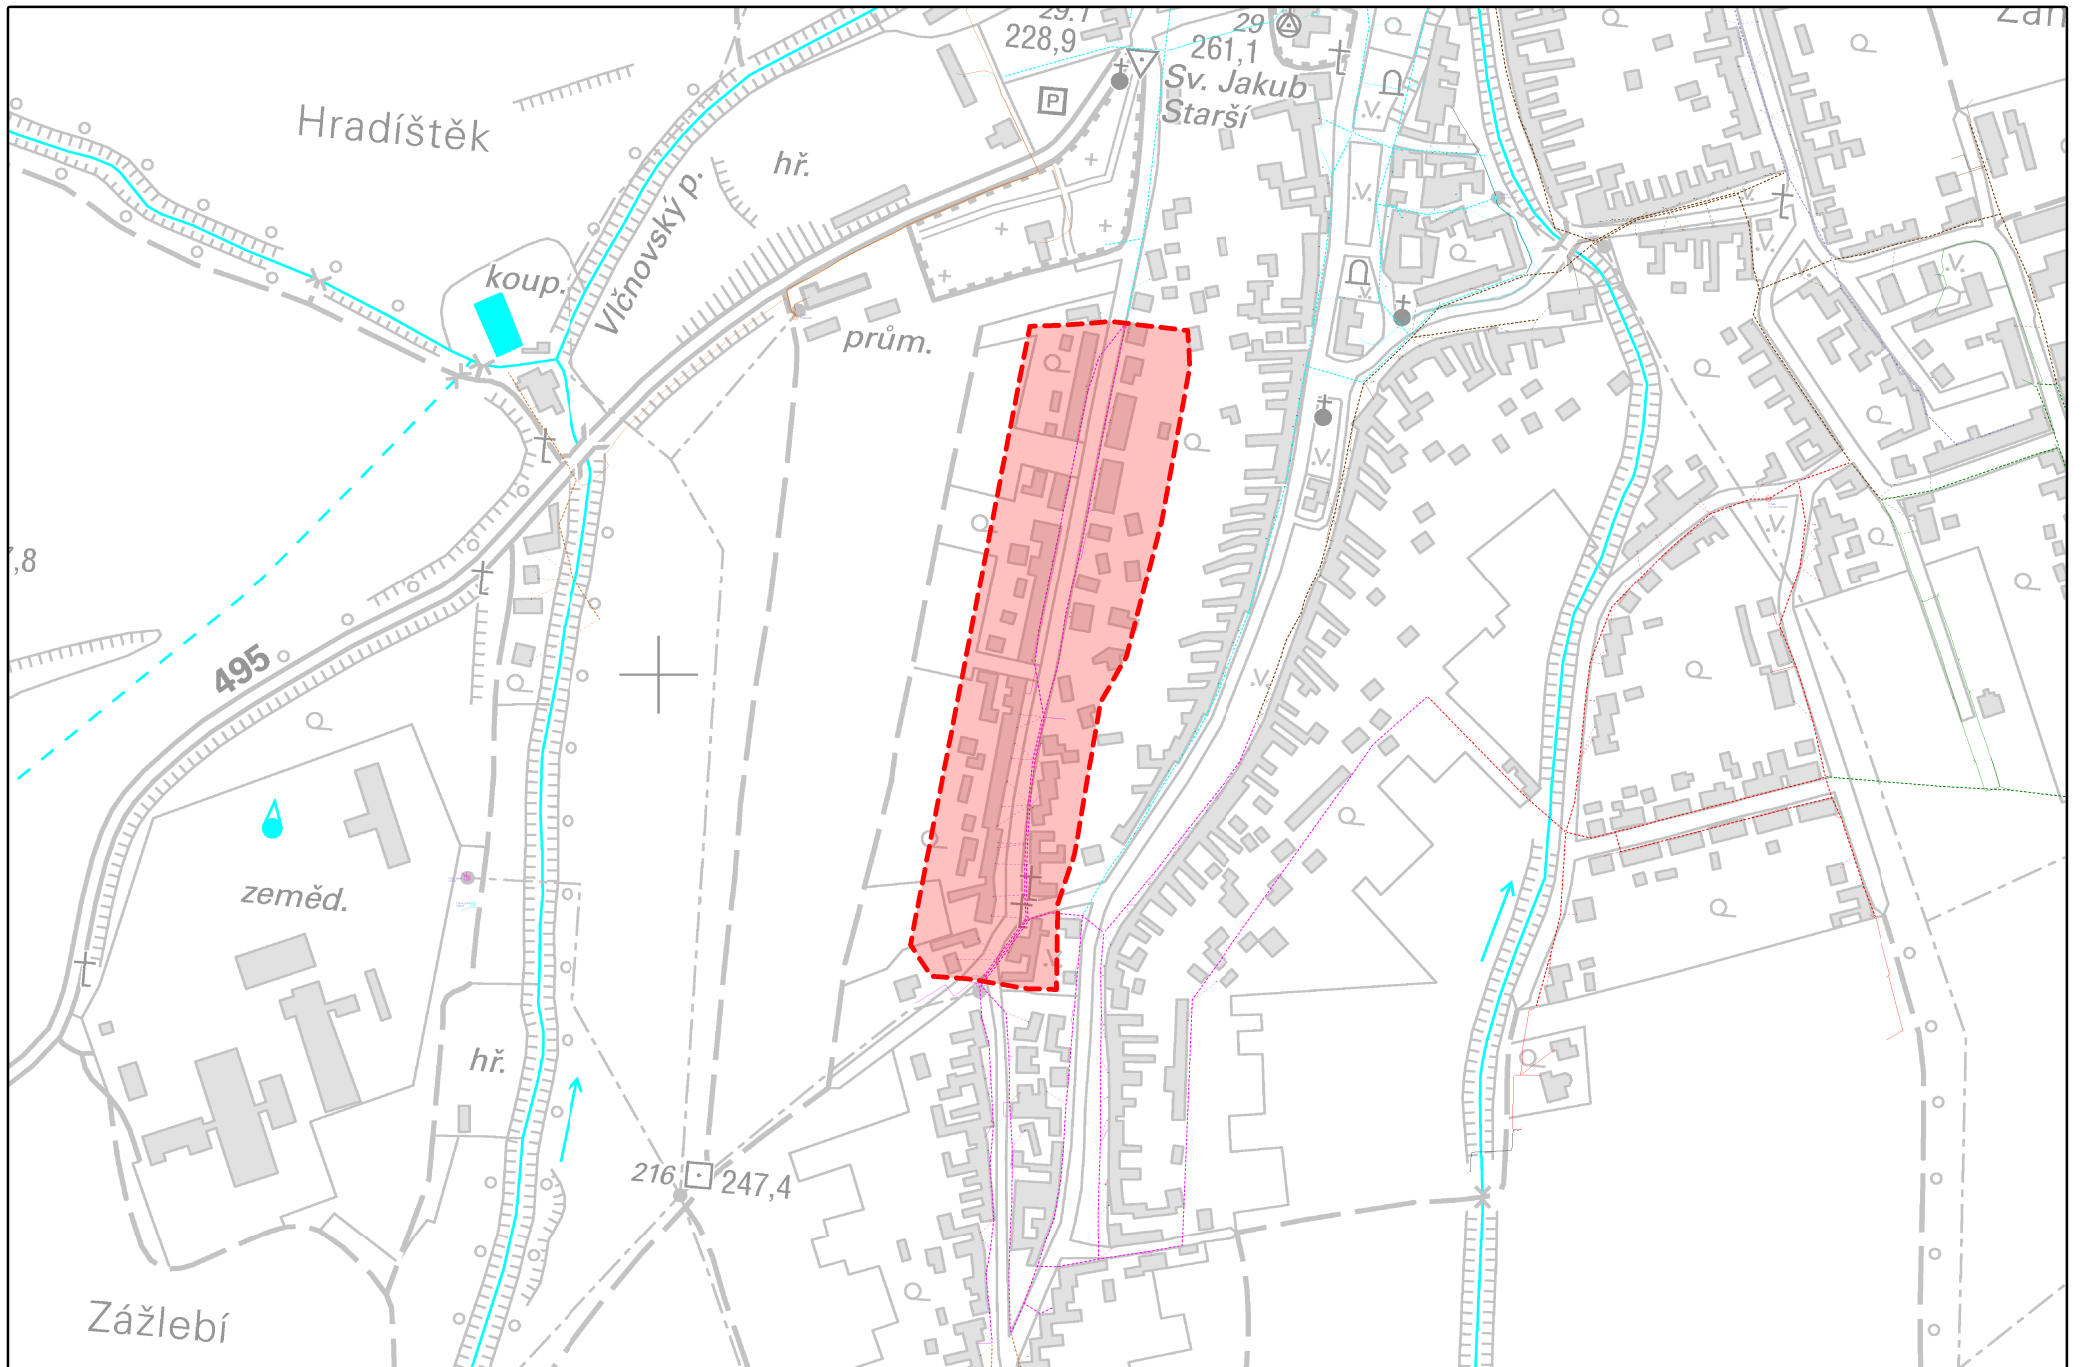 29
228,9
261,1
Sv. Jakub
Starší
P
Hradíštěk
hř.
Vlčnovský p.
koup.
prům.
,8
495
zeměd.
hř.
216
247,4
Zážlebí